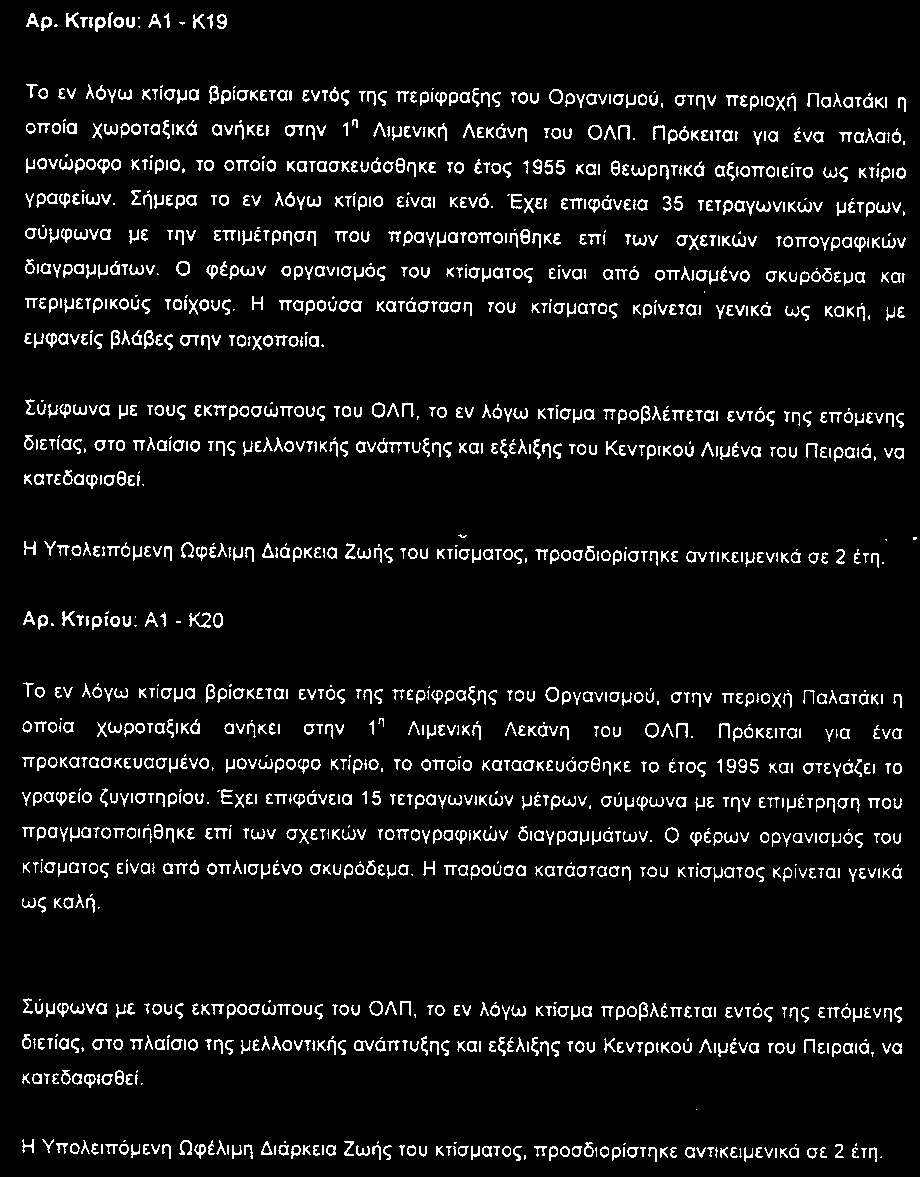 Αρ. Κτιρίου: Α1 - Κ19
Το εν λόγω κτίσμα βρίσκεται εντός της περίφραξης του Οργανισμού, στην περιοχή Παλατάκι η
οποία χωροταξικά ανήκει στην 1η Λιμενική Λεκάνη του ΟΛΠ. Πρόκειται για ένα παλαιό,
μονώροφο κτίριο, το οποίο κατασκευάσθηκε το έτος 1955 και θεωρητικά αξιοποιείτο ως κτίριο
γραφείων. Σήμερα το εν λόγω κτίριο είναι κενό. Έχει επιφάνεια 35 τετραγωνικών μέτρων,
σύμφωνα με την επιμέτρηση που πραγματοποιήθηκε επί των σχετικών τοπογραφικών
διαγραμμάτων. Ο φέρων οργανισμός του κτίσματος είναι από οπλισμένο σκυρόδεμα και
περιμετρικούς τοίχους. Η παρούσα κατάσταση του κτίσματος κρίνεται γενικά ως κακή, με
εμφανείς βλάβες στην τοιχοποιία.
Σύμφωνα με τους εκπροσώπους του ΟΛΠ, το εν λόγω κτίσμα προβλέπεται εντός της επόμενης
διετίας, στο πλαίσιο της μελλοντικής ανάπτυξης και εξέλιξης του Κεντρικού Λιμένα του Πειραιά, να
κατεδαφισθεί.
Η Υπολειπόμενη Ωφέλιμη Διάρκεια Ζωής του κτίσματος, προσδιορίστηκε αντικειμενικά σε 2 έτη.
Αρ. Κτιρίου: Α1 - Κ20
Το εν λόγω κτίσμα βρίσκεται εντός της περίφραξης του Οργανισμού, στην περιοχή Παλατάκι η
οποία χωροταξικά ανήκει στην 1η Λιμενική Λεκάνη του ΟΛΠ. Πρόκειται για ένα
προκατασκευασμένο, μονώροφο κτίριο, το οποίο κατασκευάσθηκε το έτος 1995 και στεγάζει το
γραφείο ζυγιστηρίου. Έχει επιφάνεια 15 τετραγωνικών μέτρων, σύμφωνα με την επιμέτρηση που
πραγματοποιήθηκε επί των σχετικών τοπογραφικών διαγραμμάτων. Ο φέρων οργανισμός του
κτίσματος είναι από οπλισμένο σκυρόδεμα. Η παρούσα κατάσταση του κτίσματος κρίνεται γενικά
ως καλή.
Σύμφωνα με τους εκπροσώπους του ΟΛΠ, το εν λόγω κτίσμα προβλέπεται εντός της επόμενης
διετίας, στο πλαίσιο της μελλοντικής ανάπτυξης και εξέλιξης του Κεντρικού Λιμένα του Πειραιά, να
κατεδαφισθεί.
Η Υπολειπόμενη Ωφέλιμη Διάρκεια Ζωής του κτίσματος, προσδιορίστηκε αντικειμενικά σε 2 έτη.